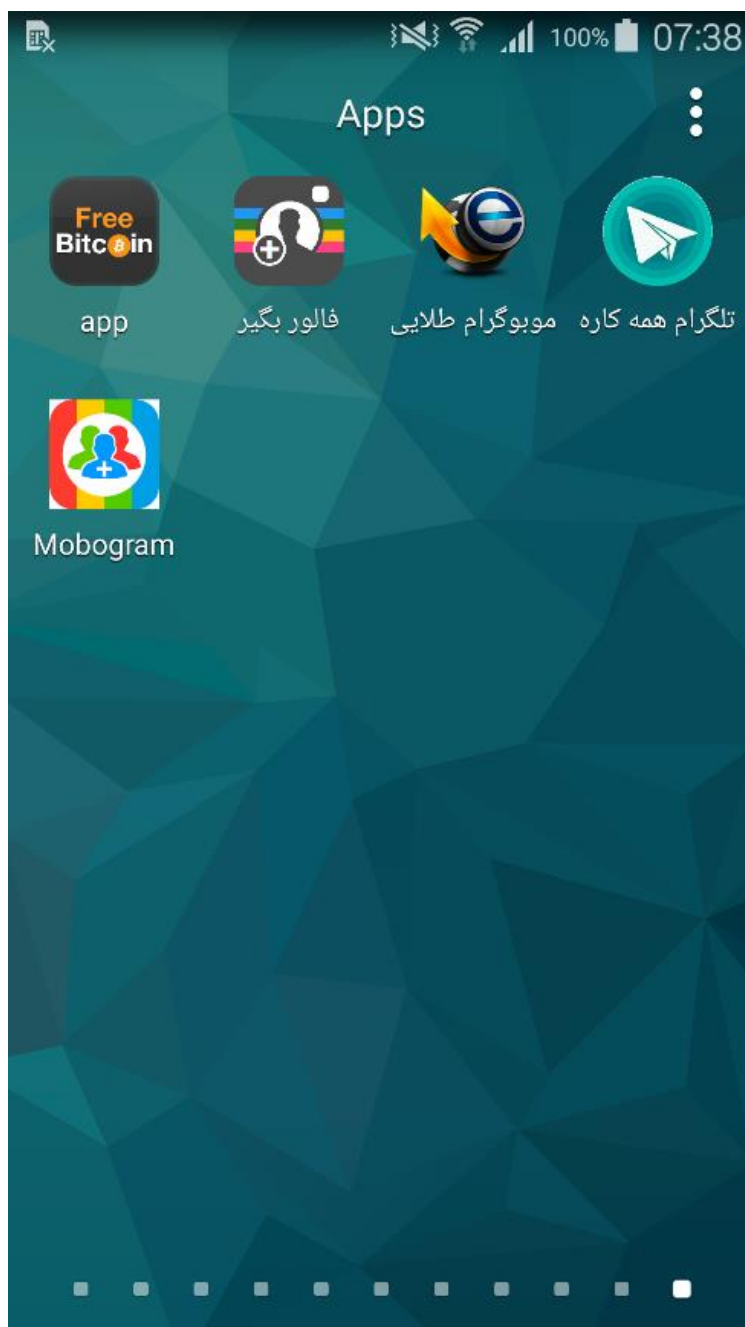 100% 07:38
Apps
Free
Bitcoin
app
فالور بگیر
موبوگرام طلایی
تلگرام همه کاره
Mobogram